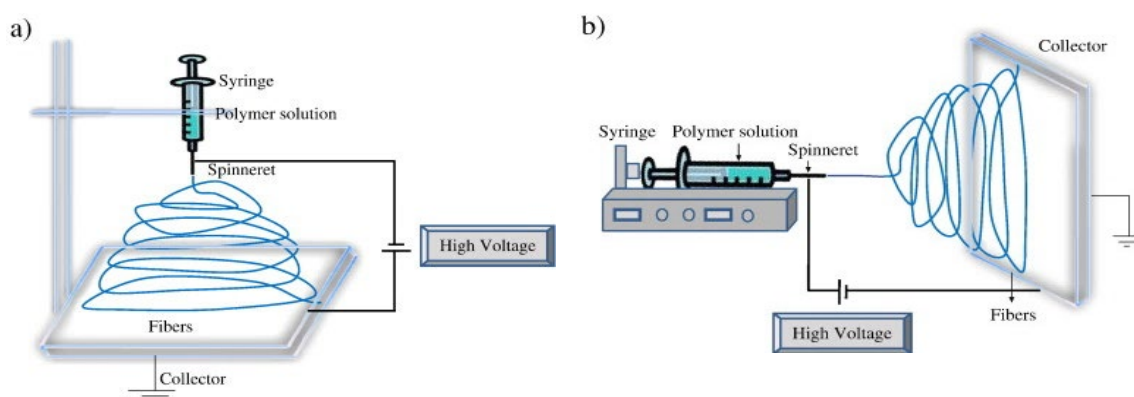 a)
Syringe
Polymer solution
Spinneret
High Voltage
Fibers
Collector
b)
Collector
Syringe
Polymer solution
Spinneret
Fibers
High Voltage